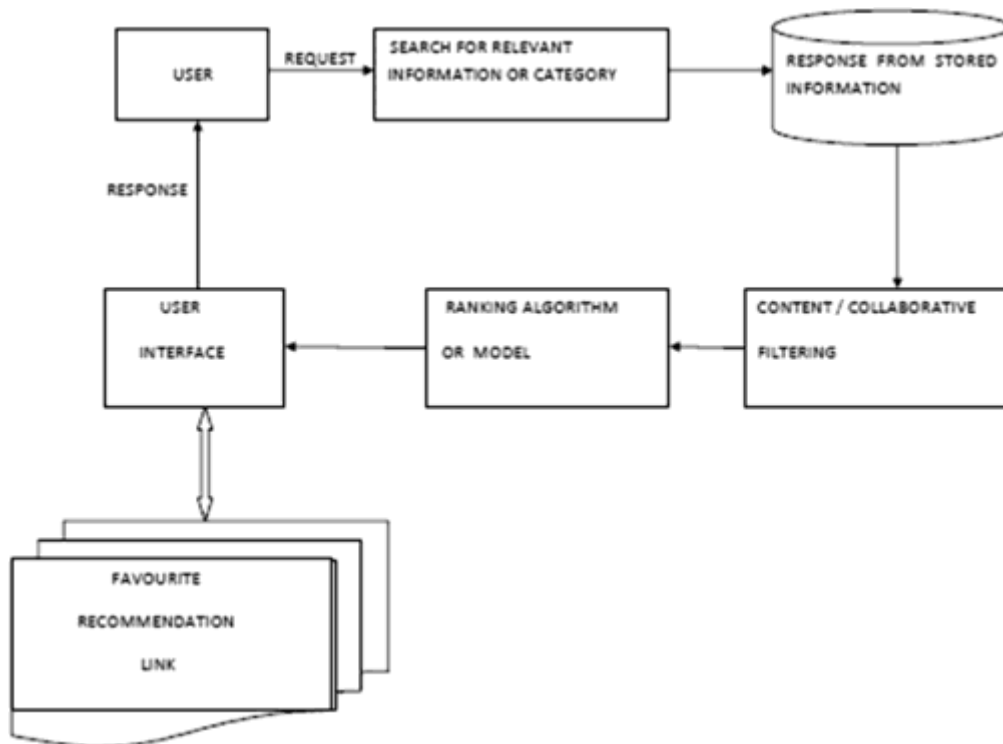 USER
REQUEST
SEARCH FOR RELEVANT
INFORMATION OR CATEGORY
RESPONSE FROM STORED
INFORMATION
RESPONSE
USER
INTERFACE
RANKING ALGORITHM
OR MODEL
CONTENT / COLLABORATIVE
FILTERING
FAVOURITE
RECOMMENDATION
LINK